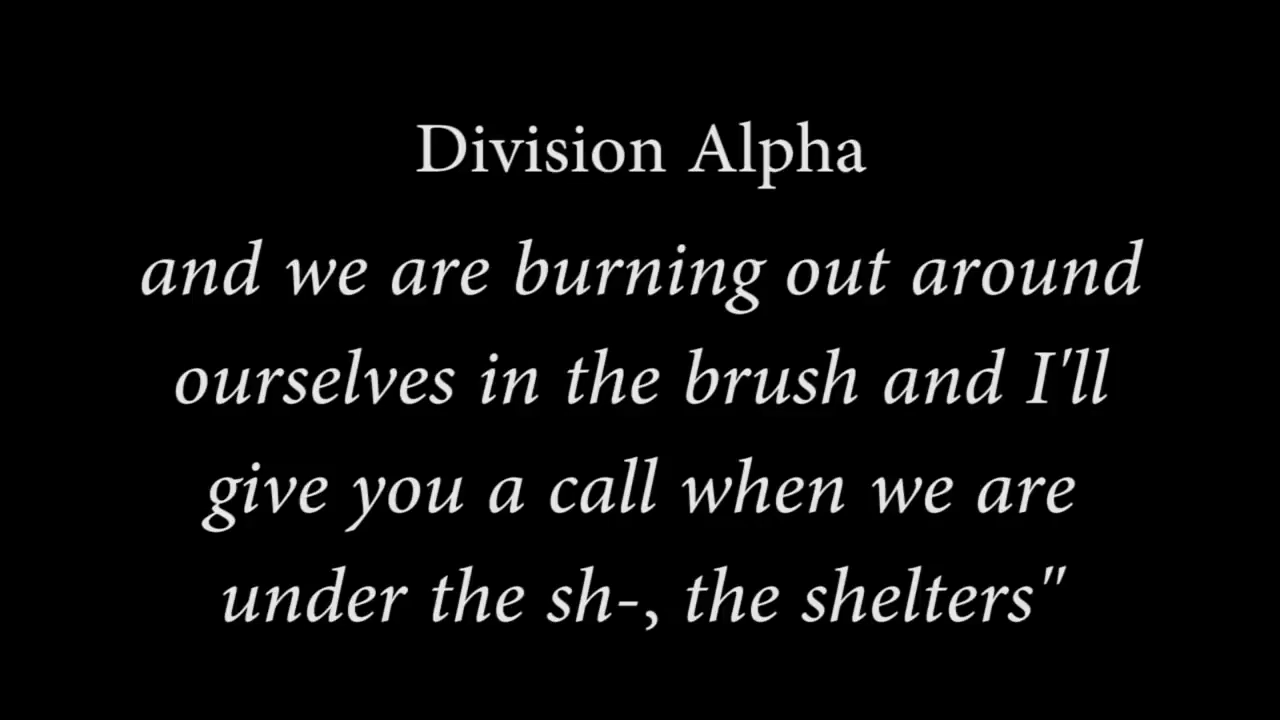 Division Alpha
and we are burning out around
ourselves in the brush and I'll
give you a call when we are
under the sh-, the shelters"